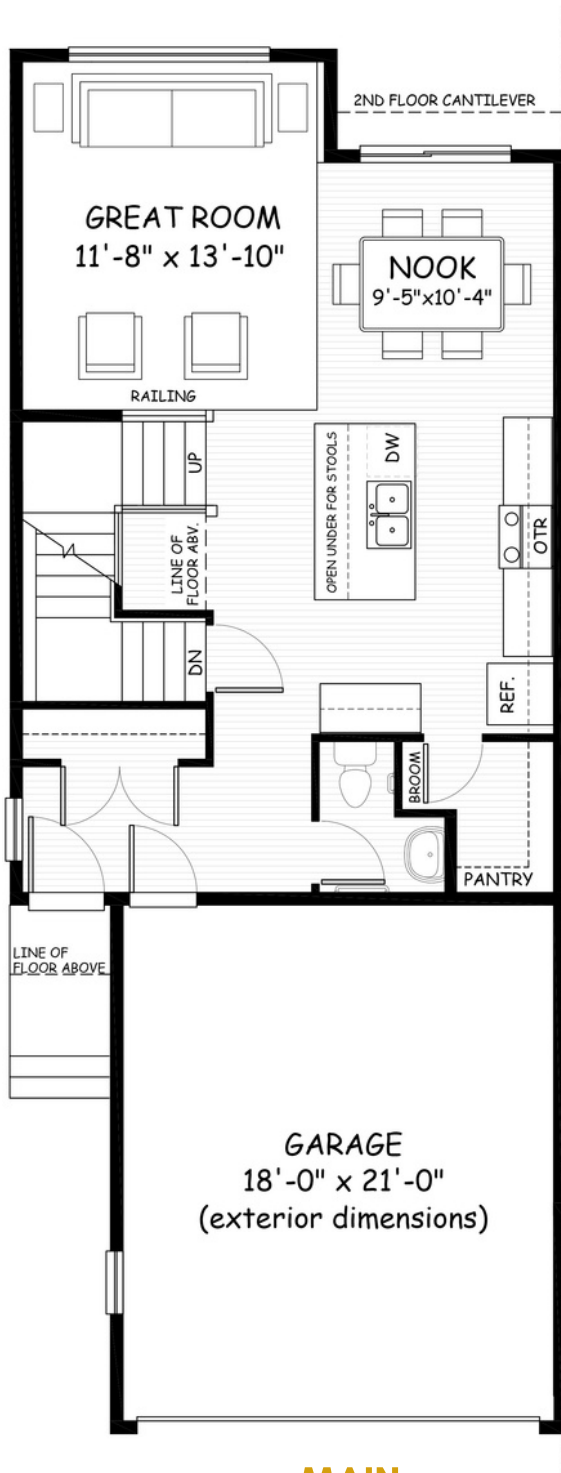 2ND FLOOR CANTILEVER
GREAT ROOM
11'-8" x 13'-10"
NOOK
9'-5"x10'-4"
RAILING
UP
OPEN UNDER FOR STOOLS
DW
OTR
LINE OF
FLOOR ABV.
DN
REF.
BROOM
PANTRY
LINE OF
FLOOR ABOVE
GARAGE
18'-0" x 21'-0"
(exterior dimensions)
MAIN